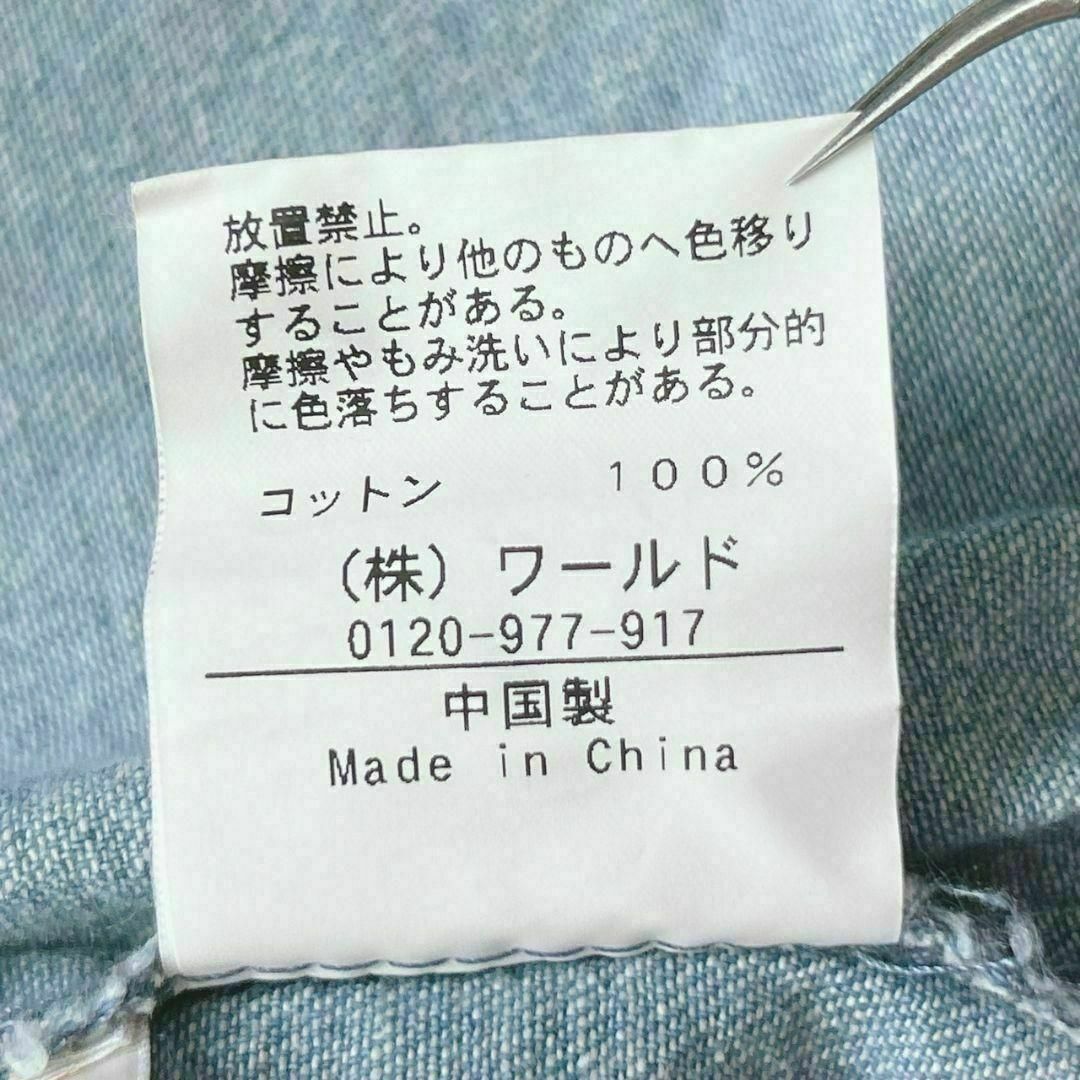 放置禁止。
摩擦により他のものへ色移り
することがある。
摩擦やもみ洗いにより部分的
に色落ちすることがある。
コットン　　　１００％
(株) ワールド
0120-977-917
中国製
Made in China